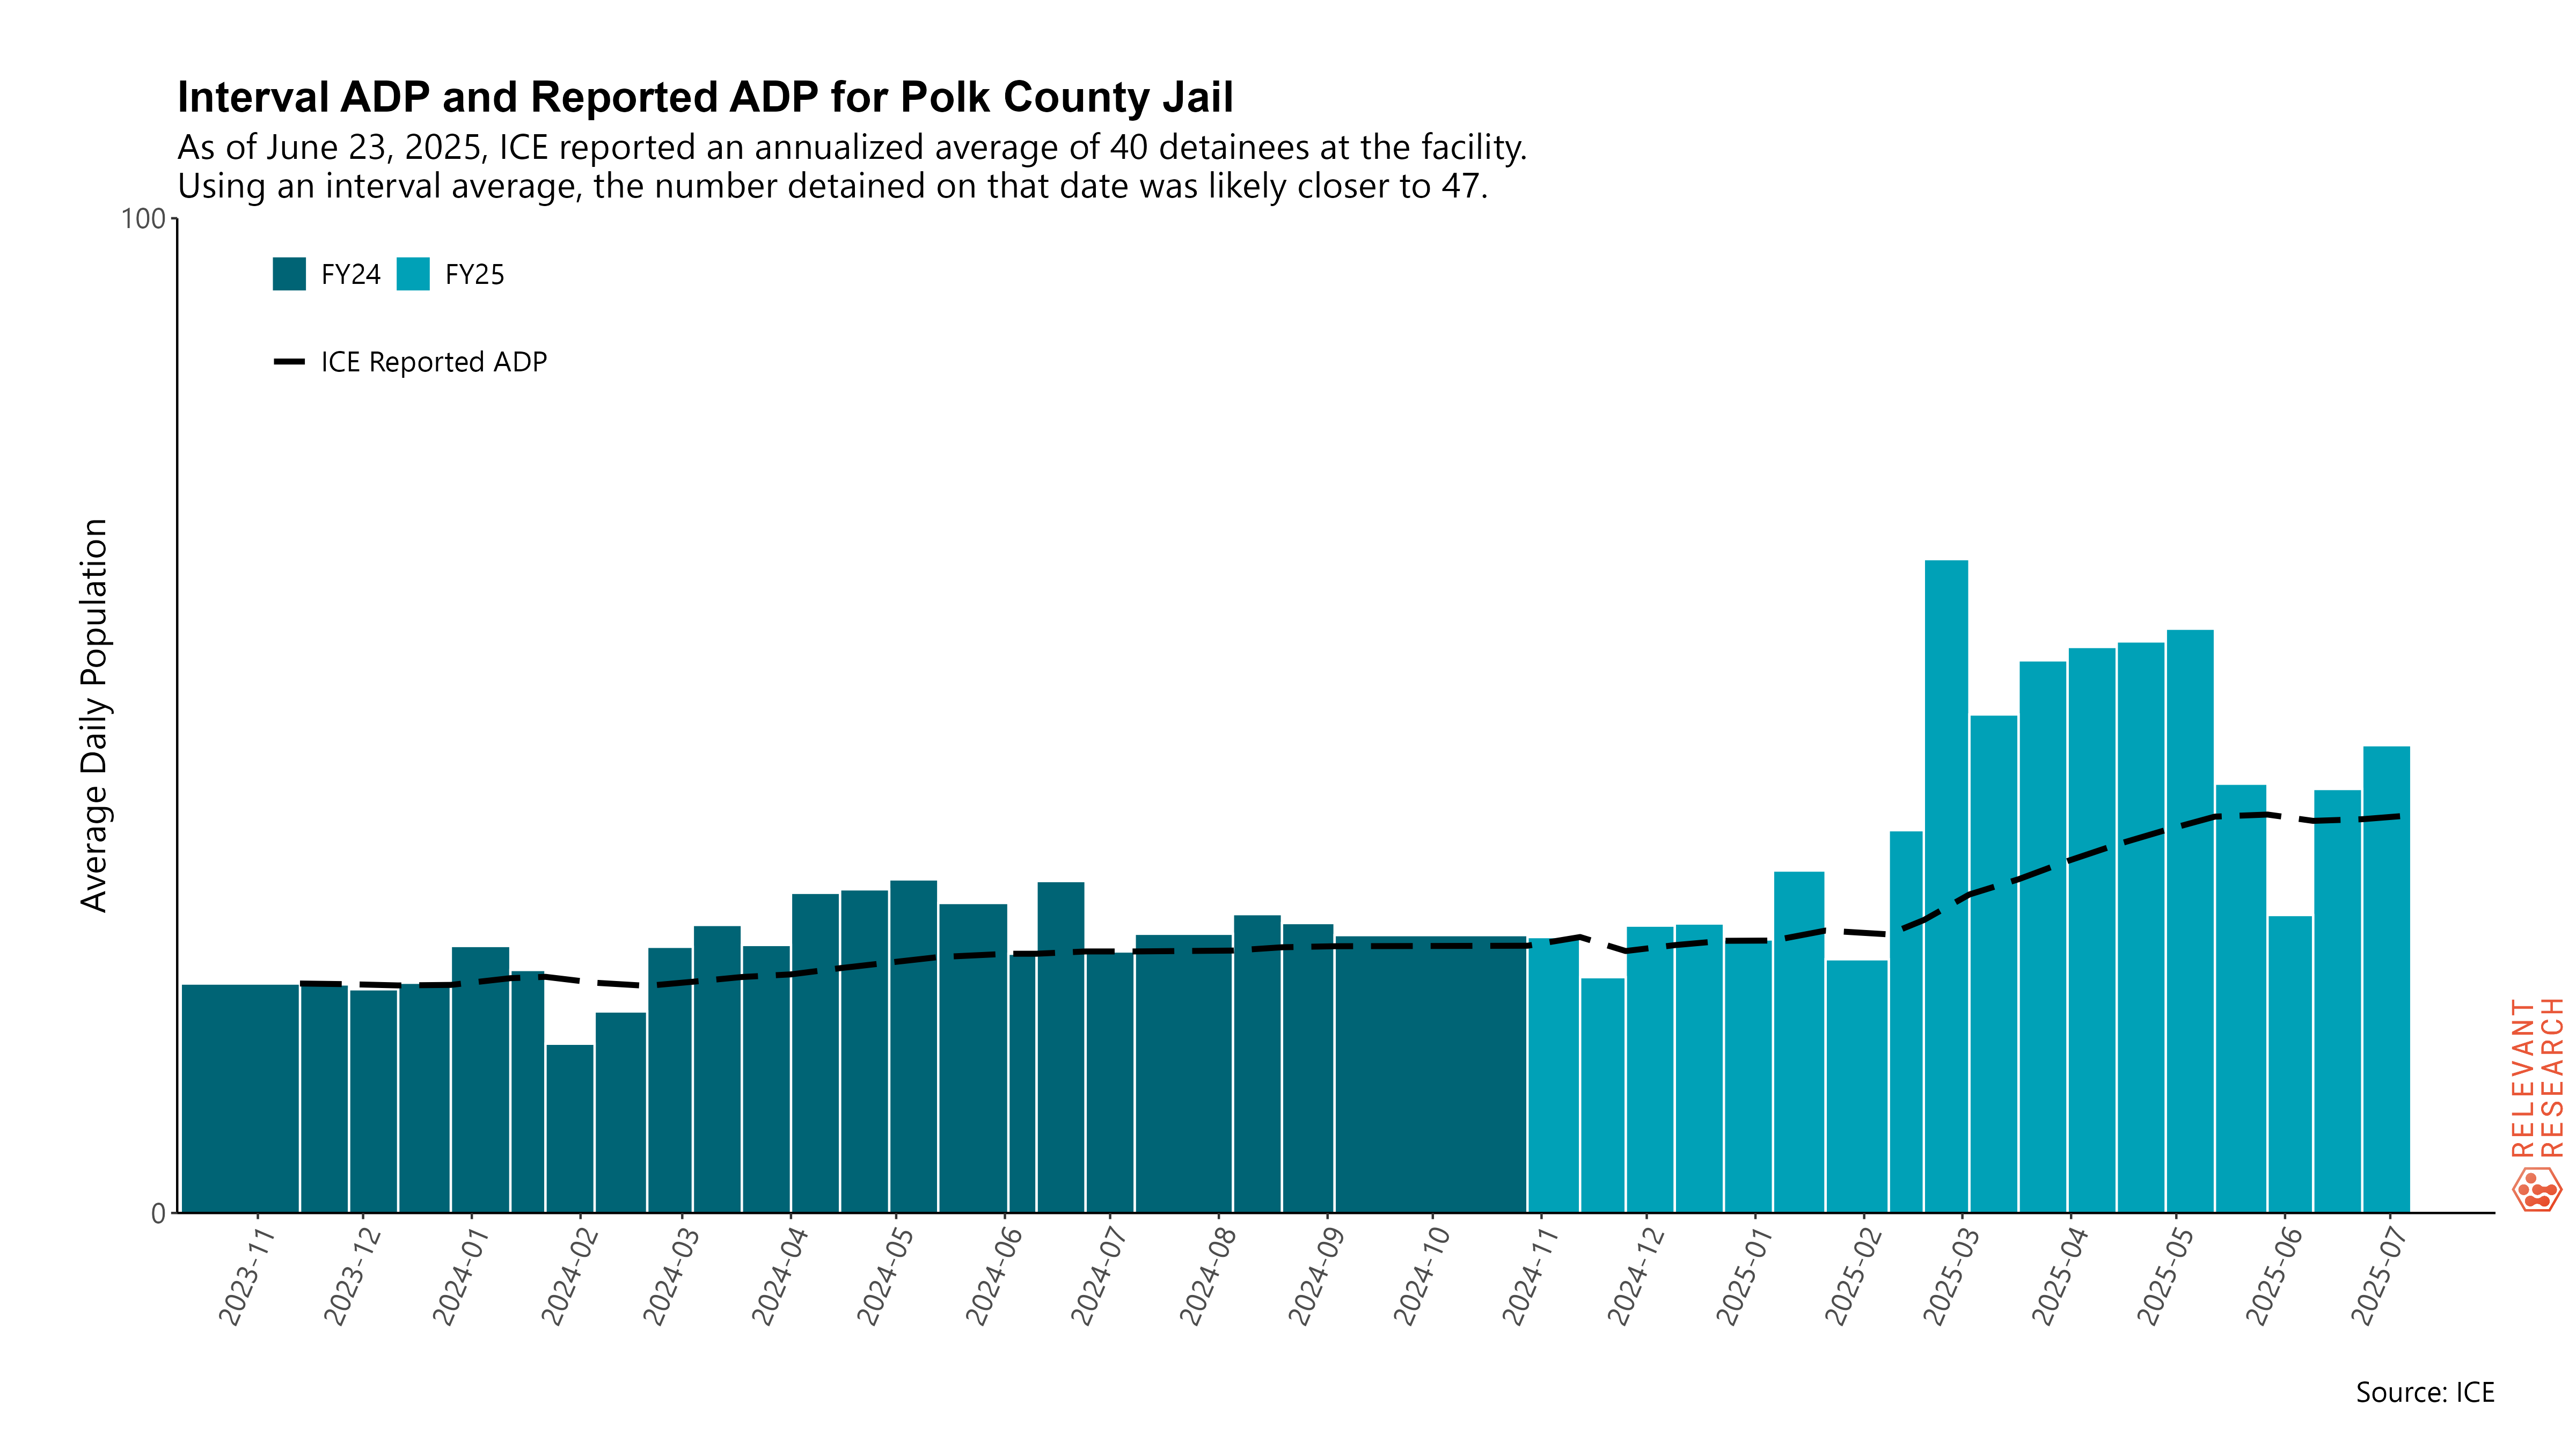 Interval ADP and Reported ADP for Polk County Jail
As of June 23, 2025, ICE reported an annualized average of 40 detainees at the facility.
Using an interval average, the number detained on that date was likely closer to 47.
100
FY24 FY25
ICE Reported ADP
Average Daily Population
0
2023-11
2023-12
2024-01
2024-02
2024-03
2024-04
2024-05
2024-06
2024-07
2024-08
2024-09
2024-10
2024-11
2024-12
2025-01
2025-02
2025-03
2025-04
2025-05
2025-06
2025-07
RELEVANT
RESEARCH
Source: ICE